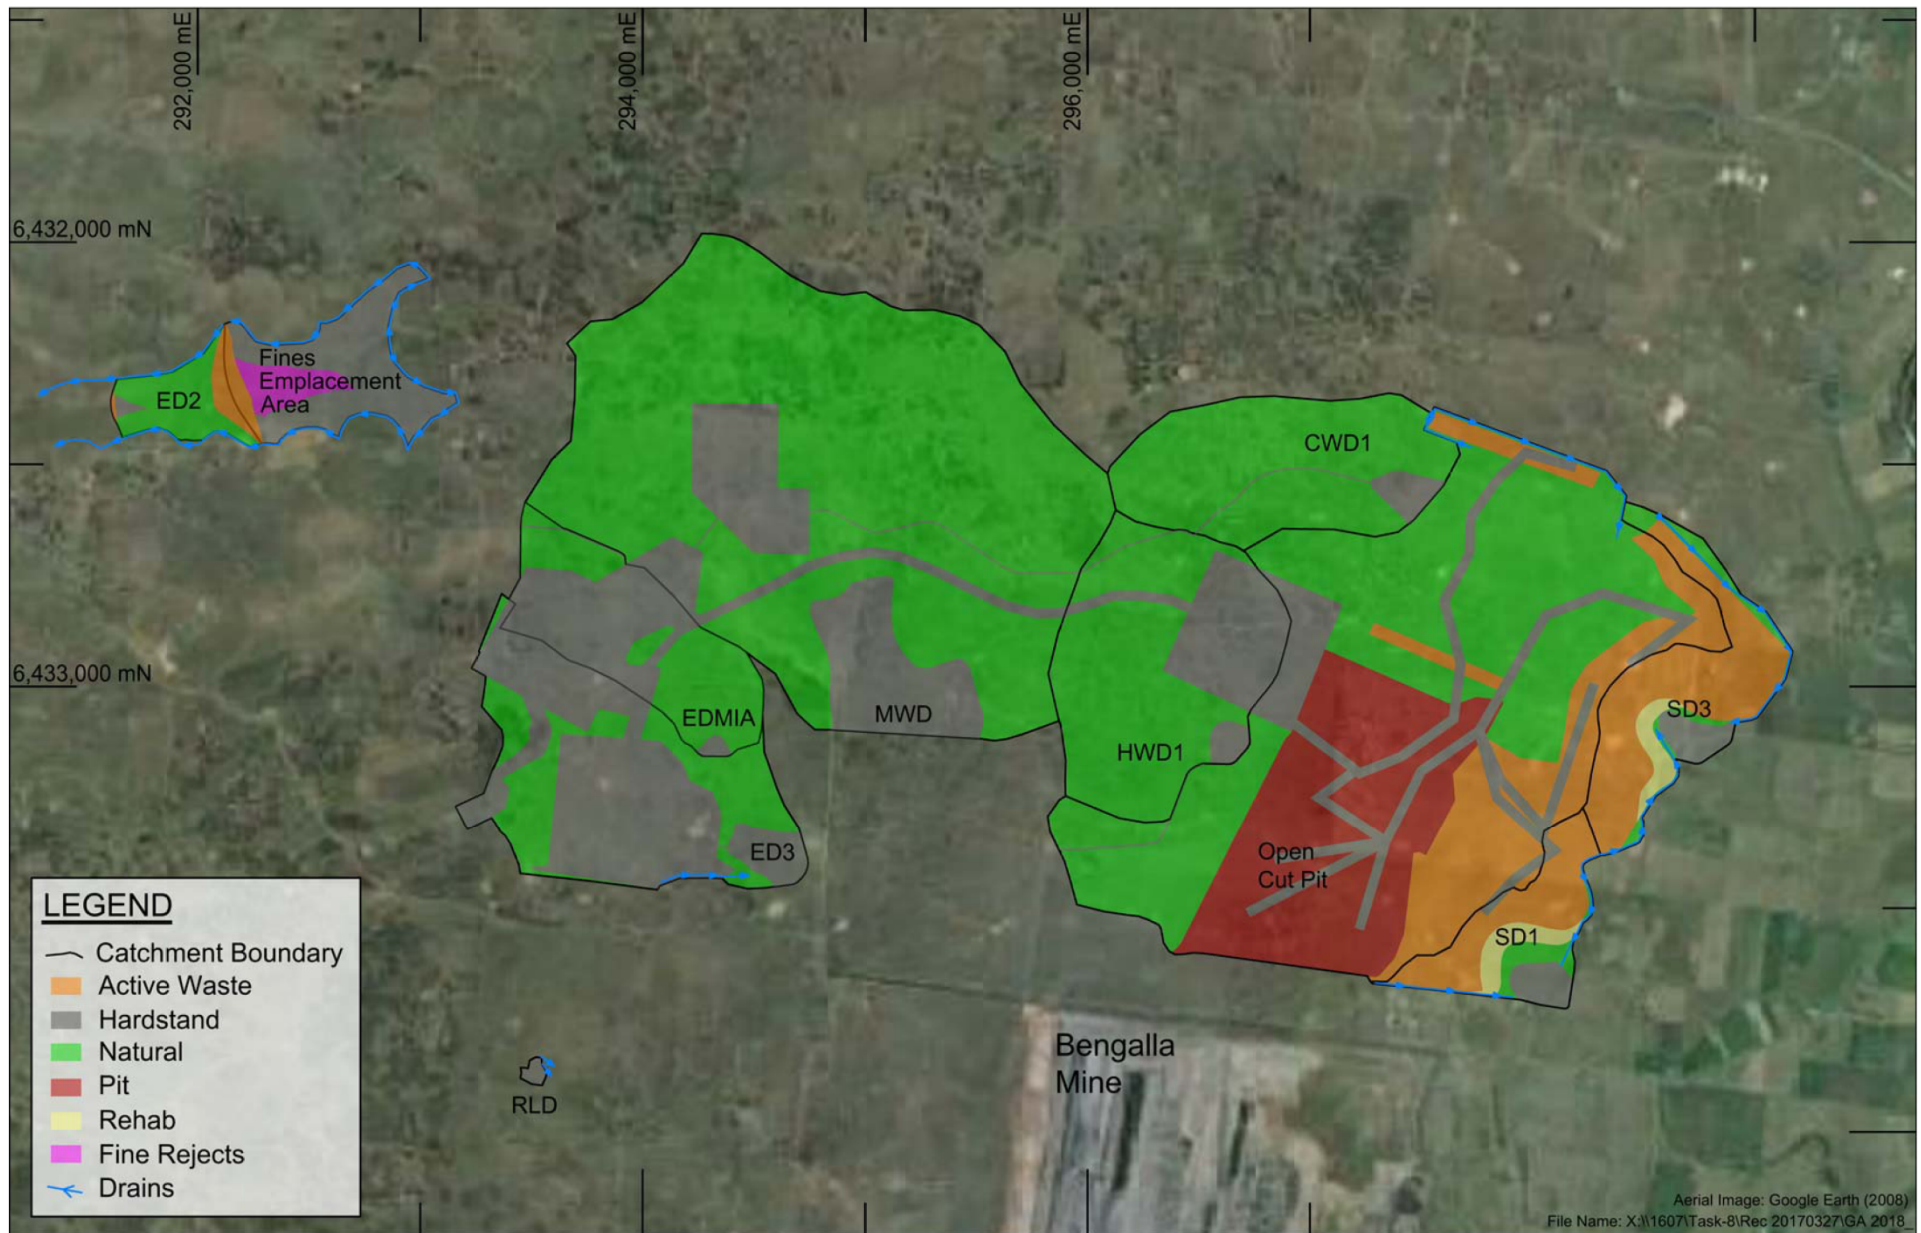 292,000 mE
294,000 mE
296,000 mE
6,432,000 mN
Fines
Emplacement
Area
ED2
CWD1
6,433,000 mN
EDMIA
MWD
SD3
HWD1
ED3
Open
Cut Pit
SD1
LEGEND
Catchment Boundary
Active Waste
Hardstand
Natural
Pit
Rehab
Fine Rejects
Drains
RLD
Bengalla
Mine
Aerial Image: Google Earth (2008)
File Name: X:\\1607\Task-8\Rec 20170327\GA 2018_